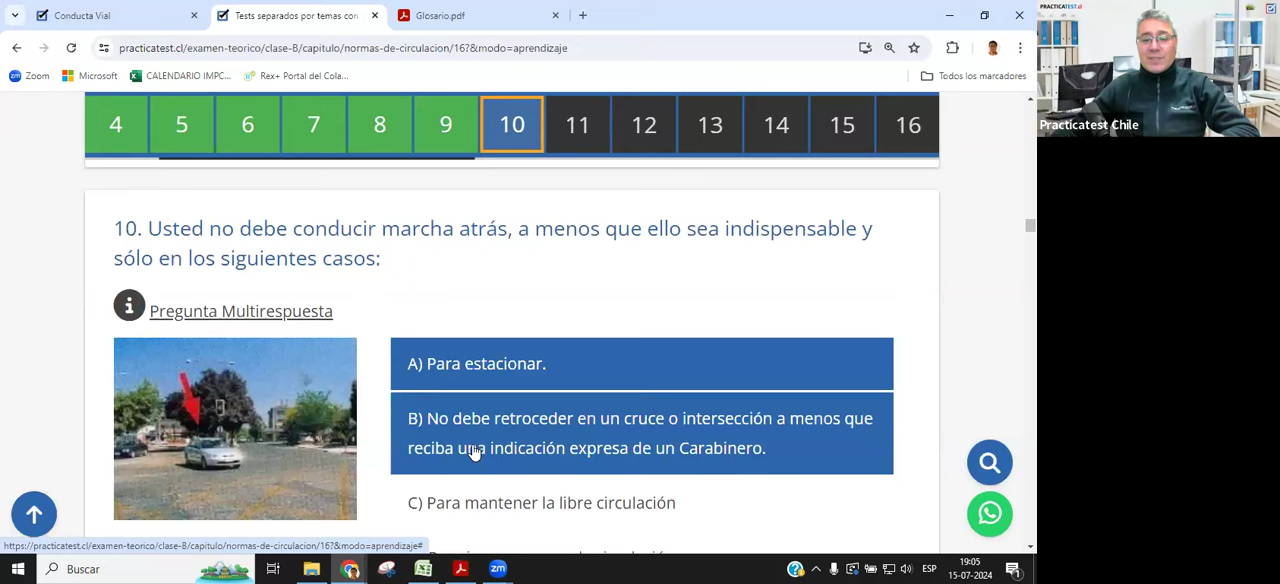 Conducta Vial
Tests separados por temas con
Glosario.pdf
practicatest.cl/examen-teorico/clase-B/capitulo/normas-de-circulacion/167&modo=aprendizaje
Zoom
Microsoft
CALENDARIO IMPC...
Rex+ Portal del Cola...
Todos los marcadores
PRACTICATEST.cl
Practicatest Chile
4 5 6 7 8 9 10 11 12 13 14 15 16
10. Usted no debe conducir marcha atrás, a menos que ello sea indispensable y
sólo en los siguientes casos:
Pregunta Multirespuesta
A) Para estacionar.
B) No debe retroceder en un cruce o intersección a menos que
reciba una indicación expresa de un Carabinero.
C) Para mantener la libre circulación
https://practicatest.cl/examen-teorico/clase-B/capitulo/normas-de-circulacion/167&modo=aprendizaje#
Buscar
ESP
19:05
15-07-2024